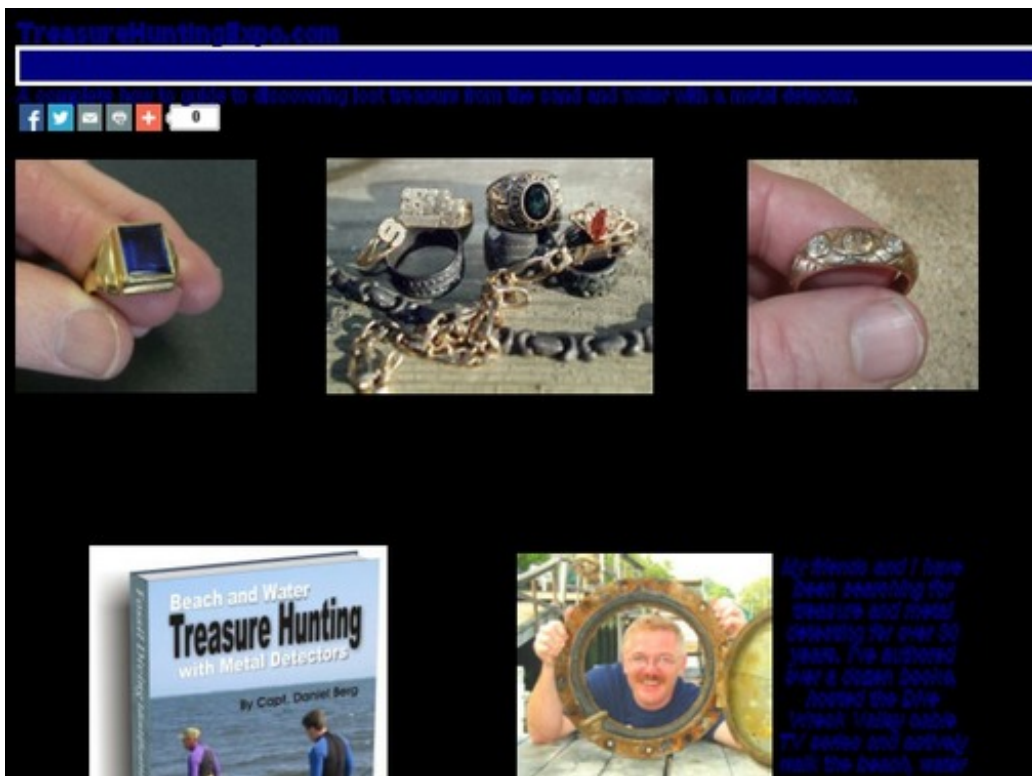 TreasureHuntingExpo.com
A complete how to guide to discovering lost treasure from the sand and water with a metal detector.
0
Beach and Water
Treasure Hunting
with Metal Detectors
By Capt. Daniel Berg
My friends and I have
been searching for
treasure and metal
detecting for over 30
years. I've authored
over a dozen books,
hosted the Dive
Wreck Valley cable
TV series and actively
walk the beach, water